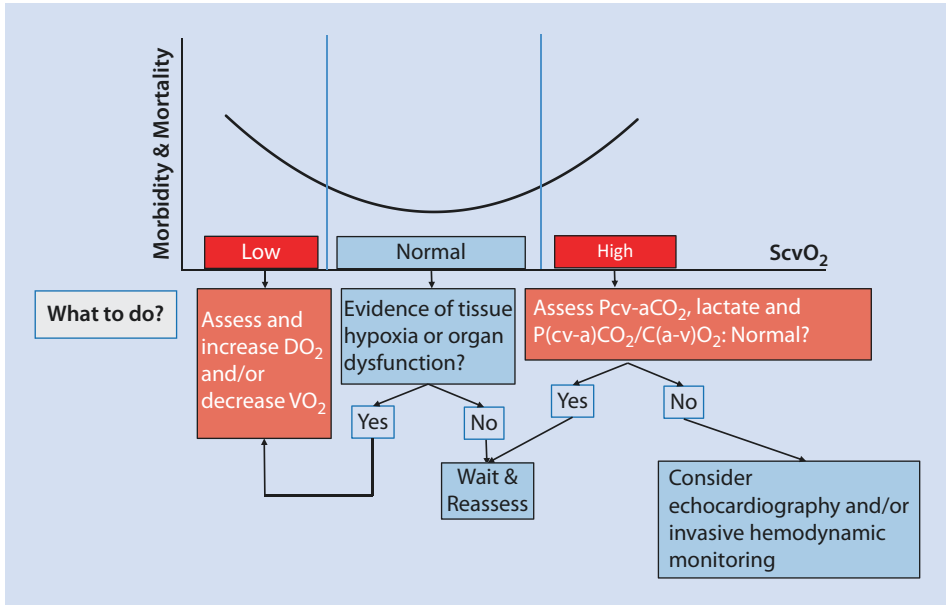 Morbidity & Mortality
Low
Normal
High
ScvO₂
What to do?
Assess and
increase DO₂
and/or
decrease VO₂
Evidence of tissue
hypoxia or organ
dysfunction?
Assess Pcv-aCO₂, lactate and
P(cv-a)CO₂/C(a-v)O₂: Normal?
Yes
No
Yes
No
Wait &
Reassess
Consider
echocardiography and/or
invasive hemodynamic
monitoring